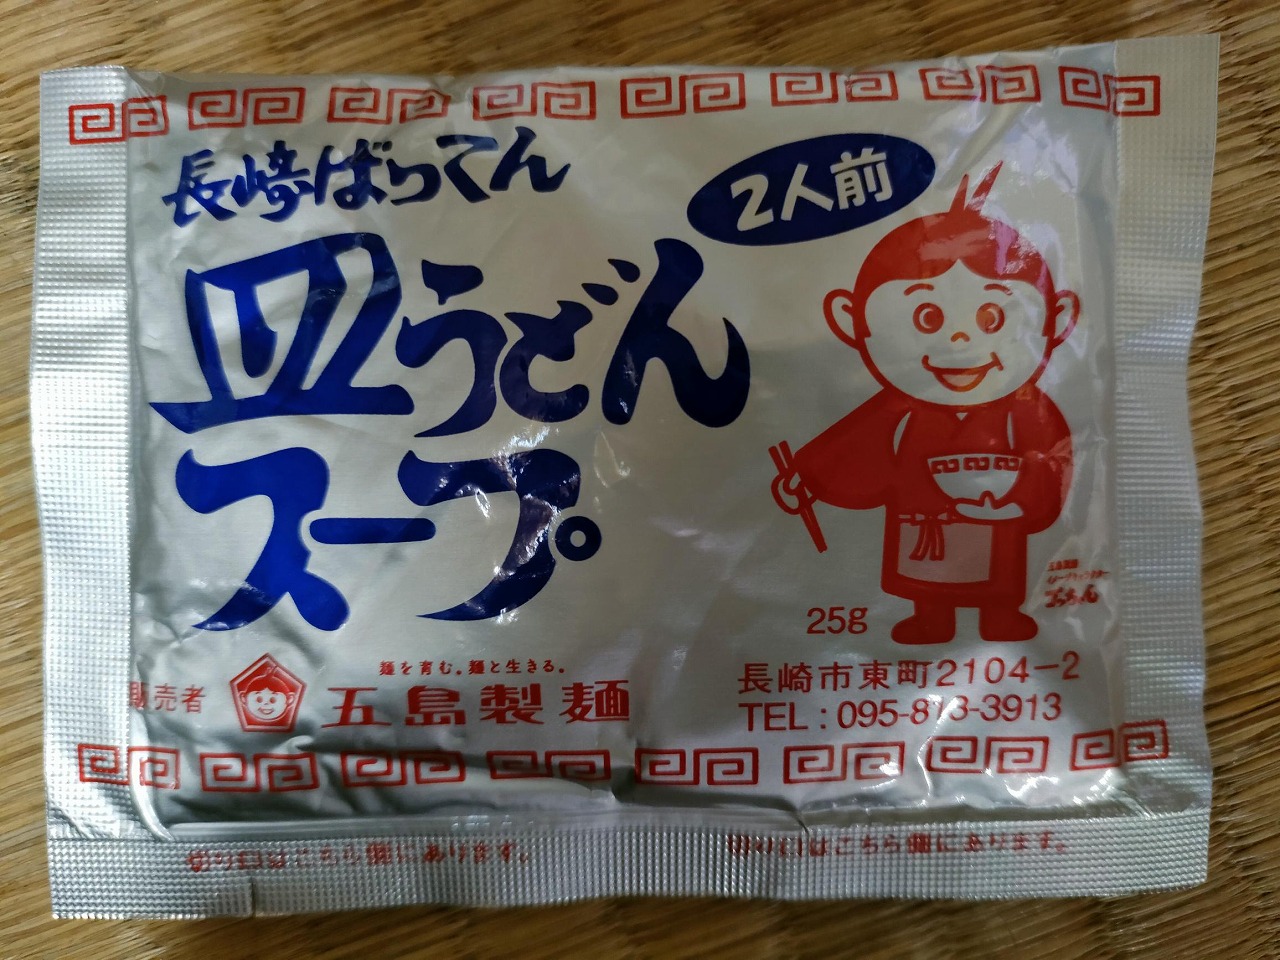 長崎ばってん
2人前
皿うどん
スープ。
25g
麺を育む。麺と生きる。
販売者
五島製麺
長崎市東町2104-2
TEL：095-813-3913
切り口はこちら側にあります。
切り口はこちら側にあります。